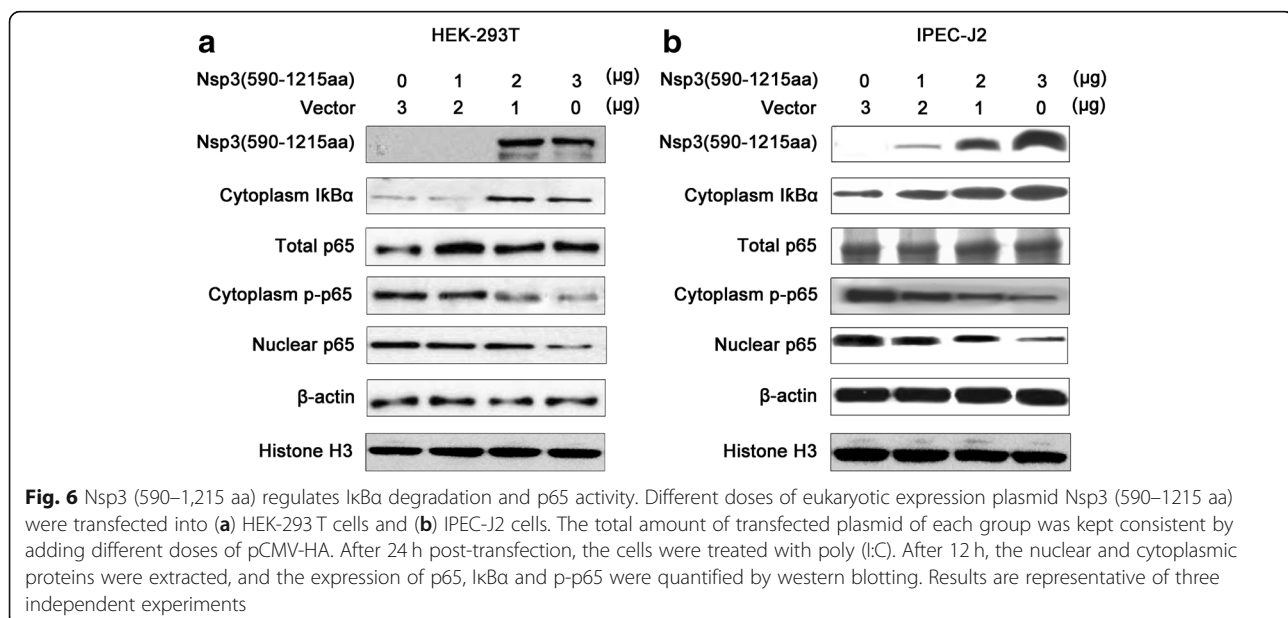 a HEK-293T
Nsp3(590-1215aa) 0 1 2 3 (μg)
Vector 3 2 1 0 (μg)
Nsp3(590-1215aa)
Cytoplasm IkBα
Total p65
Cytoplasm p-p65
Nuclear p65
β-actin
Histone H3
b IPEC-J2
Nsp3(590-1215aa) 0 1 2 3 (μg)
Vector 3 2 1 0 (μg)
Nsp3(590-1215aa)
Cytoplasm IkBα
Total p65
Cytoplasm p-p65
Nuclear p65
β-actin
Histone H3
Fig. 6 Nsp3 (590–1,215 aa) regulates IκBα degradation and p65 activity. Different doses of eukaryotic expression plasmid Nsp3 (590–1215 aa)
were transfected into (a) HEK-293 T cells and (b) IPEC-J2 cells. The total amount of transfected plasmid of each group was kept consistent by
adding different doses of pCMV-HA. After 24 h post-transfection, the cells were treated with poly (I:C). After 12 h, the nuclear and cytoplasmic
proteins were extracted, and the expression of p65, IκBα and p-p65 were quantified by western blotting. Results are representative of three
independent experiments